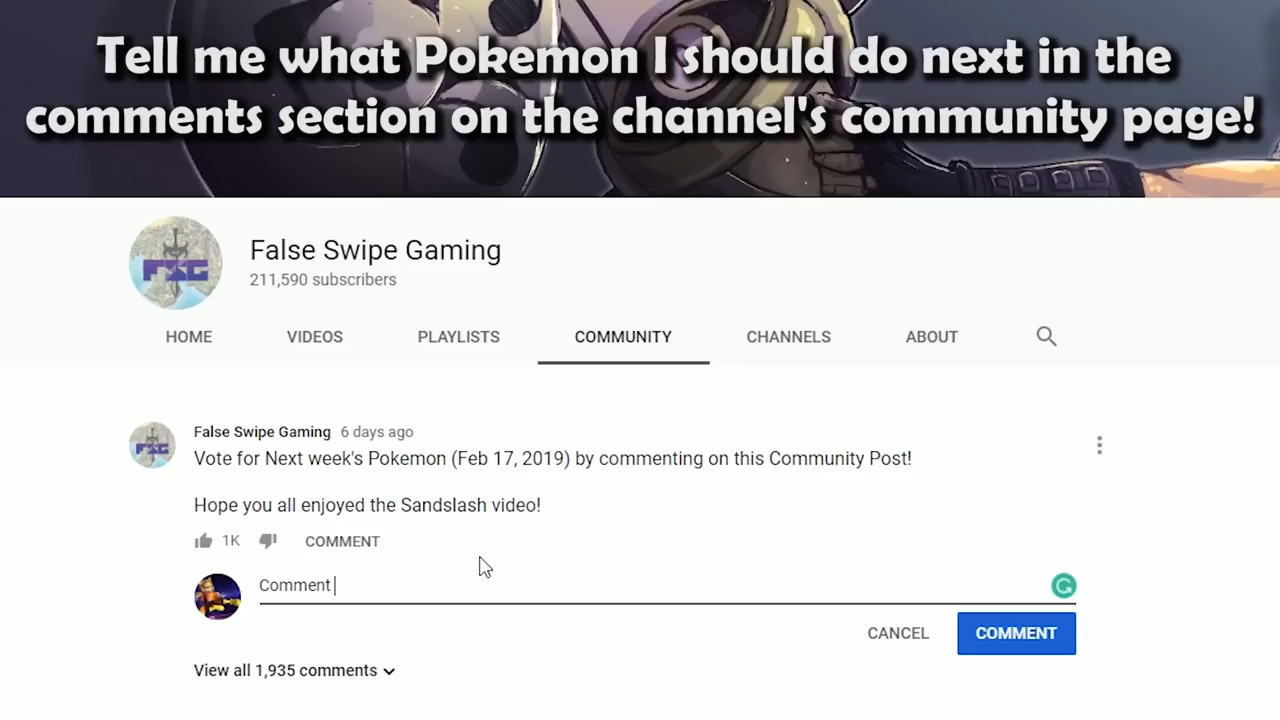 Tell me what Pokemon I should do next in the
comments section on the channel's community page!
FSG
False Swipe Gaming
211,590 subscribers
HOME VIDEOS PLAYLISTS COMMUNITY CHANNELS ABOUT
False Swipe Gaming 6 days ago
Vote for Next week's Pokemon (Feb 17, 2019) by commenting on this Community Post!
Hope you all enjoyed the Sandslash video!
1K COMMENT
Comment
CANCEL COMMENT
View all 1,935 comments